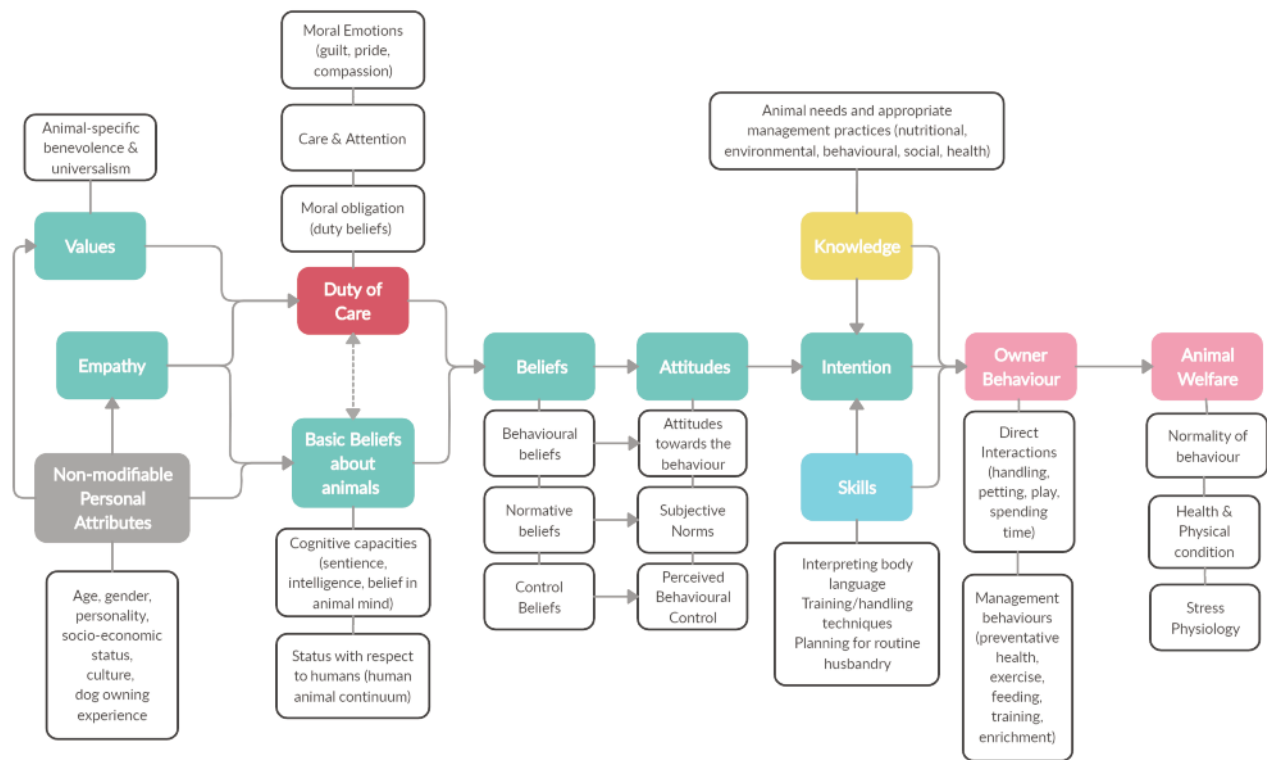 Moral Emotions
(guilt, pride,
compassion)
Care & Attention
Moral obligation
(duty beliefs)
Duty of
Care
Animal-specific
benevolence &
universalism
Values
Empathy
Non-modifiable
Personal
Attributes
Age, gender,
personality,
socio-economic
status,
culture,
dog owning
experience
Basic Beliefs
about
animals
Cognitive capacities
(sentience,
intelligence, belief in
animal mind)
Status with respect
to humans (human
animal continuum)
Beliefs
Behavioural
beliefs
Normative
beliefs
Control
Beliefs
Attitudes
Attitudes
towards the
behaviour
Subjective
Norms
Perceived
Behavioural
Control
Animal needs and appropriate
management practices (nutritional,
environmental, behavioural, social, health)
Knowledge
Intention
Skills
Interpreting body
language
Training/handling
techniques
Planning for routine
husbandry
Owner
Behaviour
Direct
Interactions
(handling,
petting, play,
spending
time)
Management
behaviours
(preventative
health,
exercise,
feeding,
training,
enrichment)
Animal
Welfare
Normality of
behaviour
Health &
Physical
condition
Stress
Physiology